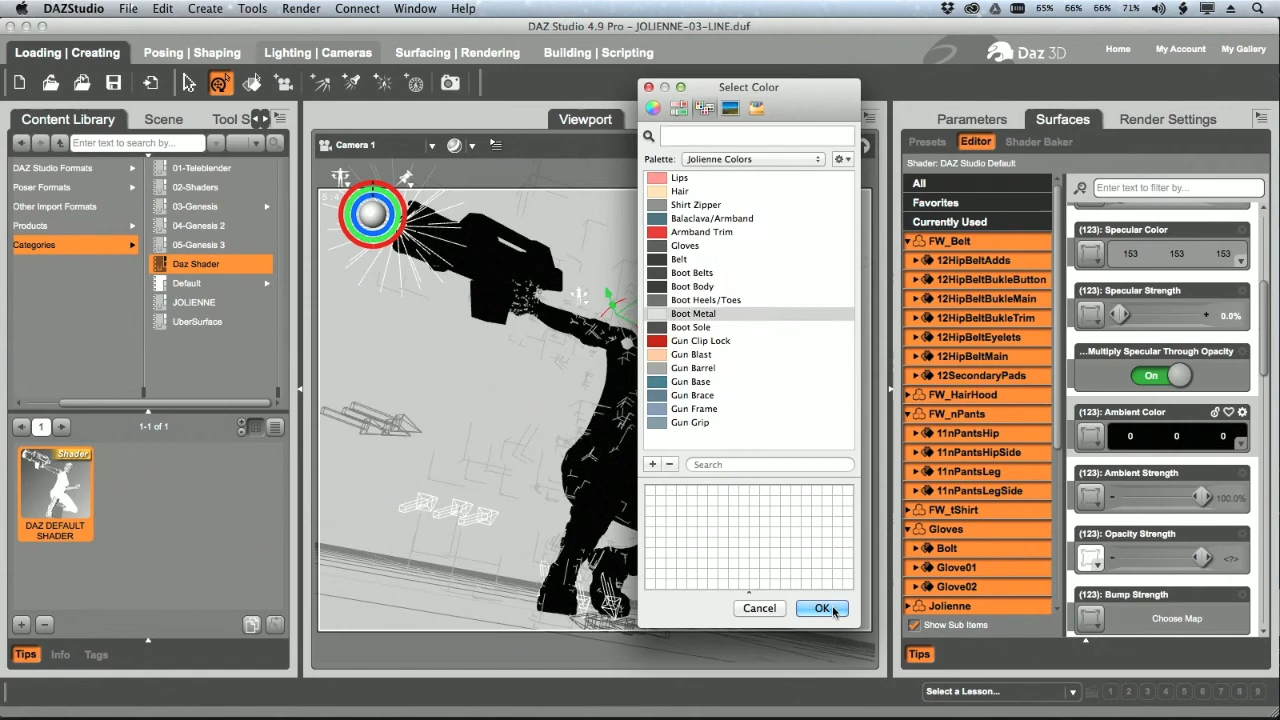 DAZStudio File Edit Create Tools Render Connect Window Help 65% 66% 66% 71%
DAZ Studio 4.9 Pro - JOLIENNE-03-LINE.duf
Loading | Creating Posing | Shaping Lighting | Cameras Surfacing | Rendering Building | Scripting Daz 3D Home My Account My Gallery
Content Library Scene Tool S
Enter text to search by...
DAZ Studio Formats
Poser Formats
Other Import Formats
Products
Categories
01-Teleblender
02-Shaders
03-Genesis
04-Genesis 2
05-Genesis 3
Daz Shader
Default
JOLIENNE
UberSurface
1 1-1 of 1
Shader
DAZ DEFAULT
SHADER
Tips Info Tags
Viewport
Camera 1
Select Color
Palette: Jolienne Colors
Lips
Hair
Shirt Zipper
Balaclava/Armband
Armband Trim
Gloves
Belt
Boot Belts
Boot Body
Boot Heels/Toes
Boot Metal
Boot Sole
Gun Clip Lock
Gun Blast
Gun Barrel
Gun Base
Gun Brace
Gun Frame
Gun Grip
+ − Search
Cancel OK
Parameters Surfaces Render Settings
Presets Editor Shader Baker
Shader: DAZ Studio Default
All
Favorites
Currently Used
FW_Belt
12HipBeltAdds
12HipBeltBukleButton
12HipBeltBukleMain
12HipBeltBukleTrim
12HipBeltEyelets
12HipBeltMain
12SecondaryPads
FW_HairHood
FW_nPants
11nPantsHip
11nPantsHipSide
11nPantsLeg
11nPantsLegSide
FW_tShirt
Gloves
Bolt
Glove01
Glove02
Jolienne
Show Sub Items
Enter text to filter by...
(123): Specular Color
153 153 153
(123): Specular Strength
0.0%
...Multiply Specular Through Opacity
On
(123): Ambient Color
0 0 0
(123): Ambient Strength
100.0%
(123): Opacity Strength
<?>
(123): Bump Strength
Choose Map
Tips
Select a Lesson... 1 2 3 4 5 6 7 8 9